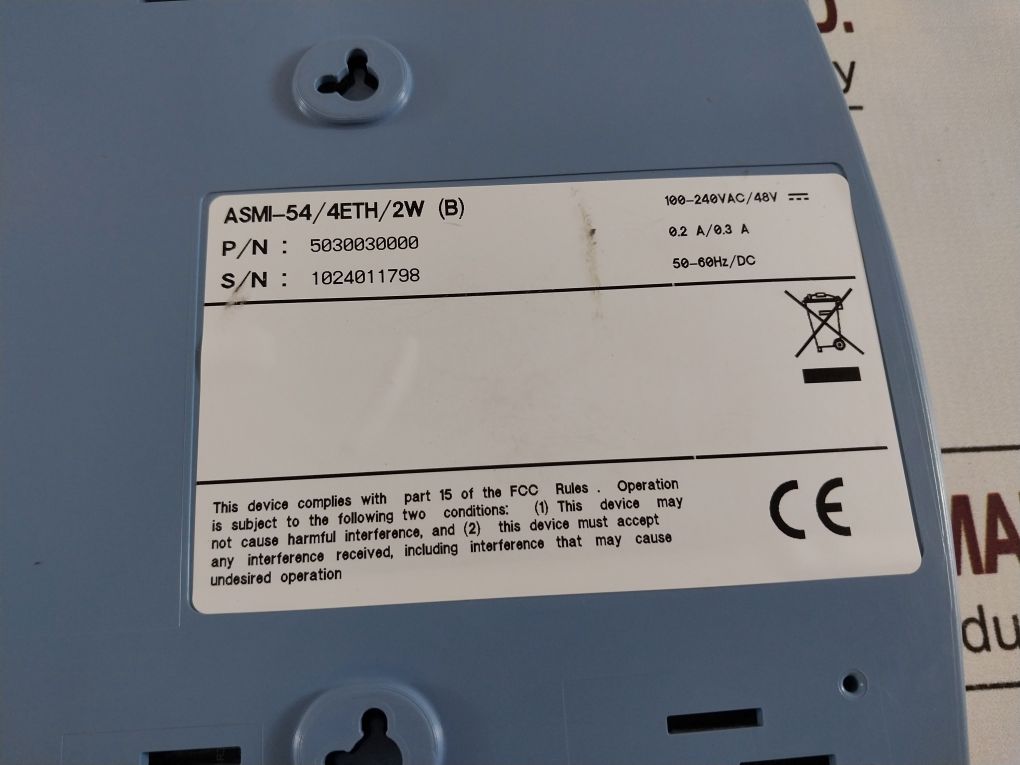 ASMI-54/4ETH/2W (B)
P/N : 5030030000
S/N : 1024011798
100-240VAC/48V
0.2 A/0.3 A
50-60Hz/DC
This device complies with part 15 of the FCC Rules . Operation
is subject to the following two conditions: (1) This device may
not cause harmful interference, and (2) this device must accept
any interference received, including interference that may cause
undesired operation
CE